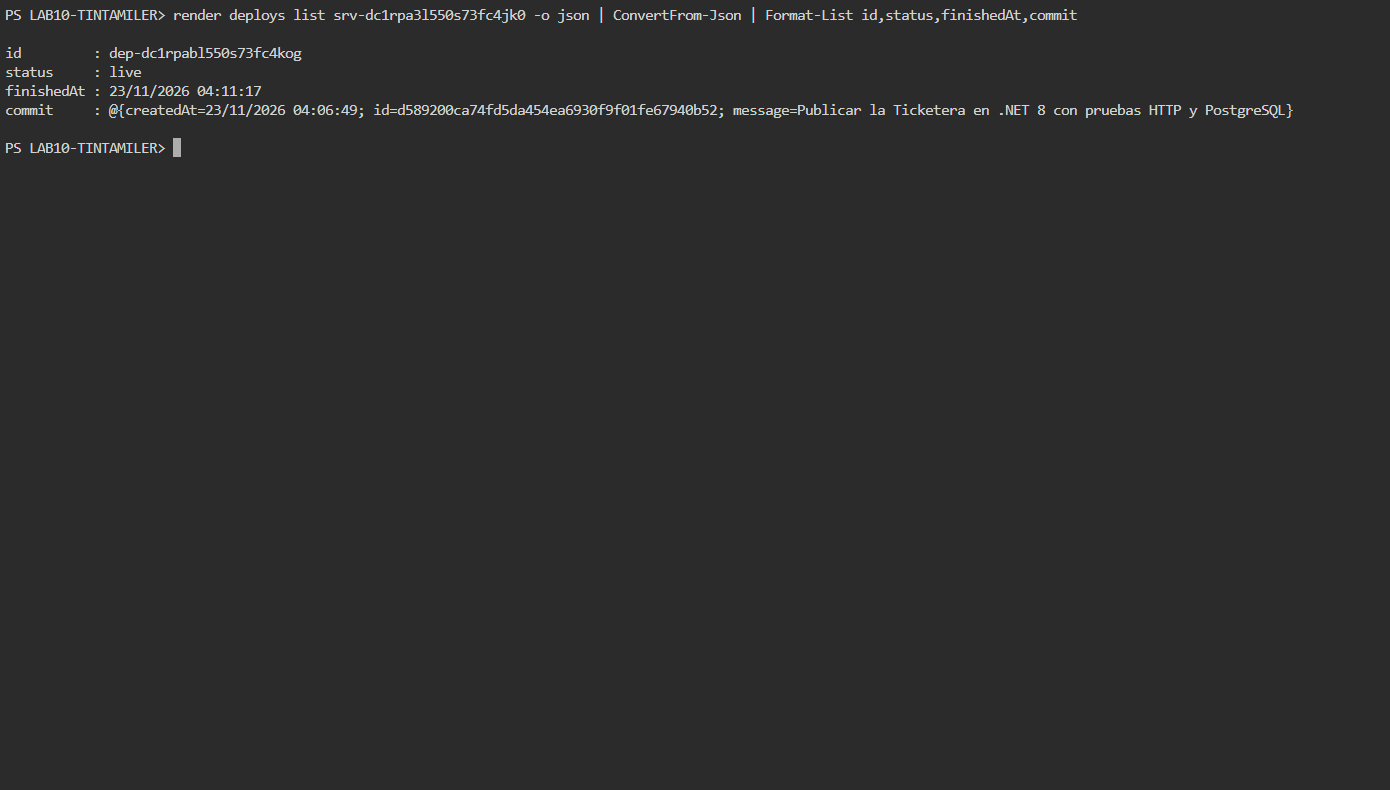 PS LAB10-TINTAMILER> render deploys list srv-dc1rpa3l550s73fc4jk0 -o json | ConvertFrom-Json | Format-List id,status,finishedAt,commit
id         : dep-dc1rpabl550s73fc4kog
status     : live
finishedAt : 23/11/2026 04:11:17
commit     : @{createdAt=23/11/2026 04:06:49; id=d589200ca74fd5da454ea6930f9f01fe67940b52; message=Publicar la Ticketera en .NET 8 con pruebas HTTP y PostgreSQL}
PS LAB10-TINTAMILER>